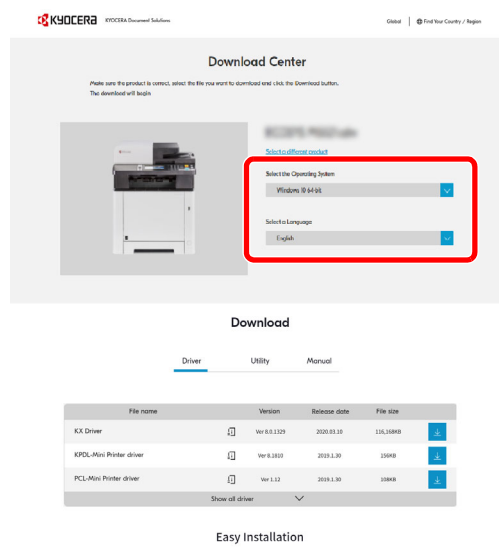 KYOCERA KYOCERA Document Solutions
Global Find Your Country / Region
Download Center
Make sure the product is correct, select the file you want to download and click the Download button.
The download will begin
Select a different product
Select the Operating System
Windows 10 64-bit
Select a Language
English
Download
Driver Utility Manual
File name Version Release date File size
KX Driver Ver 8.0.1329 2020.03.10 116,168KB
KPDL-Mini Printer driver Ver 8.1810 2019.1.30 150KB
PCL-Mini Printer driver Ver 1.12 2019.1.30 108KB
Show all driver
Easy Installation